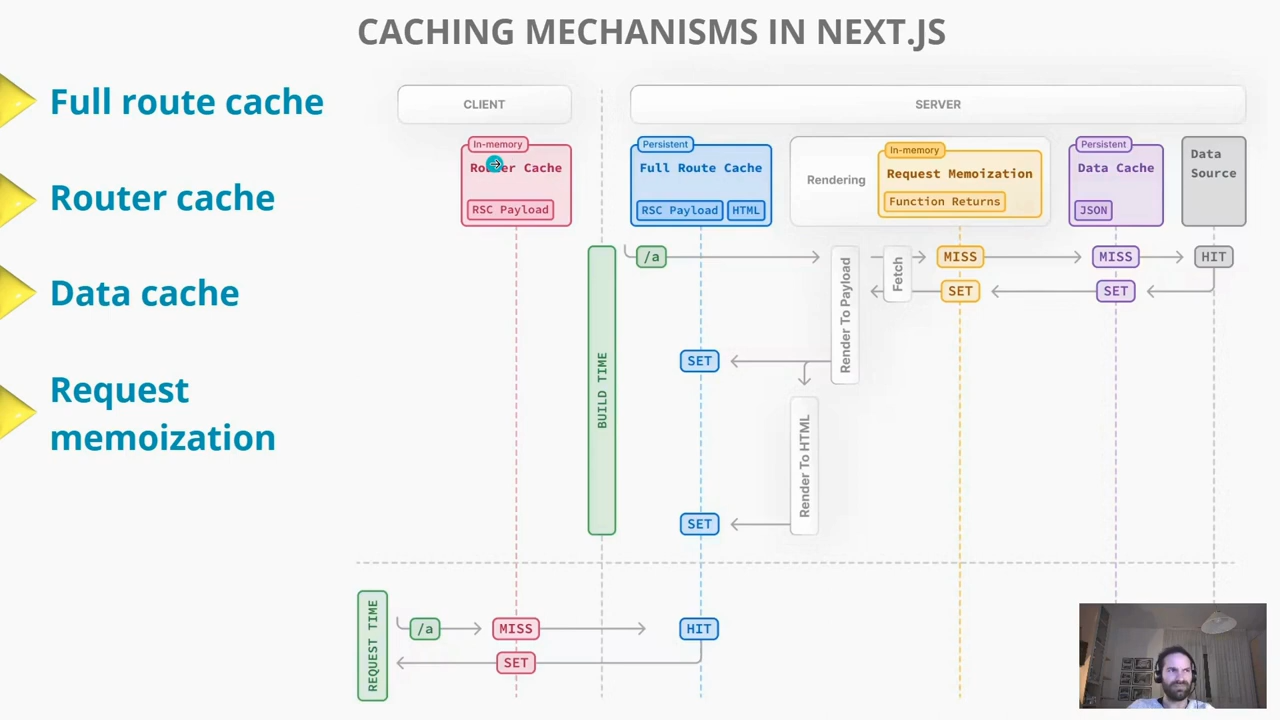 CACHING MECHANISMS IN NEXT.JS
Full route cache
Router cache
Data cache
Request
memoization
CLIENT
SERVER
In-memory
Router Cache
RSC Payload
Persistent
Full Route Cache
RSC Payload
HTML
Rendering
In-memory
Request Memoization
Function Returns
Persistent
Data Cache
JSON
Data
Source
BUILD TIME
/a
Render To Payload
Fetch
MISS
MISS
HIT
SET
SET
SET
Render To HTML
SET
REQUEST TIME
/a
MISS
HIT
SET